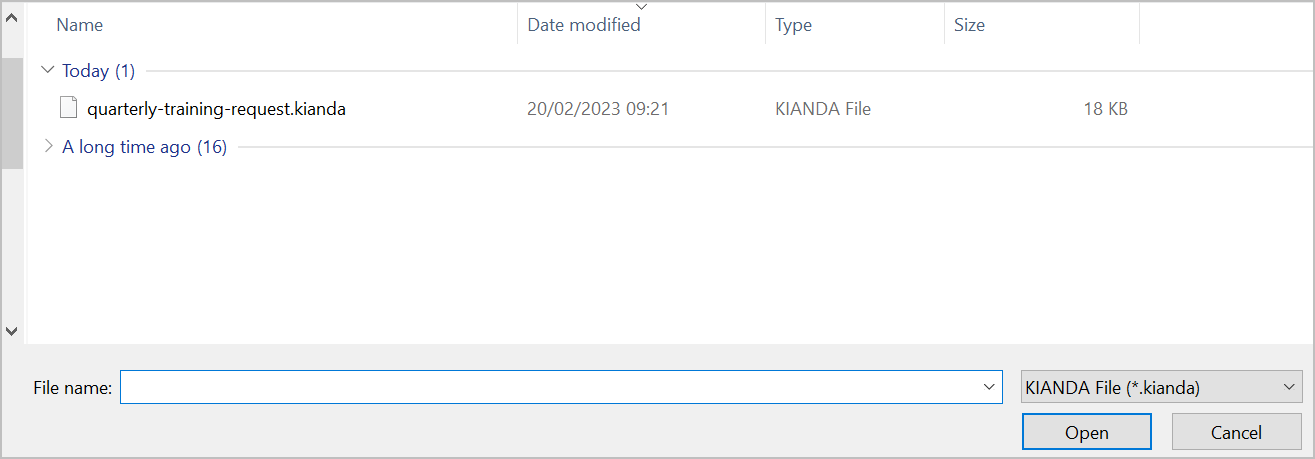 Name Date modified Type Size
Today (1)
quarterly-training-request.kianda 20/02/2023 09:21 KIANDA File 18 KB
A long time ago (16)
File name: KIANDA File (*.kianda)
Open Cancel